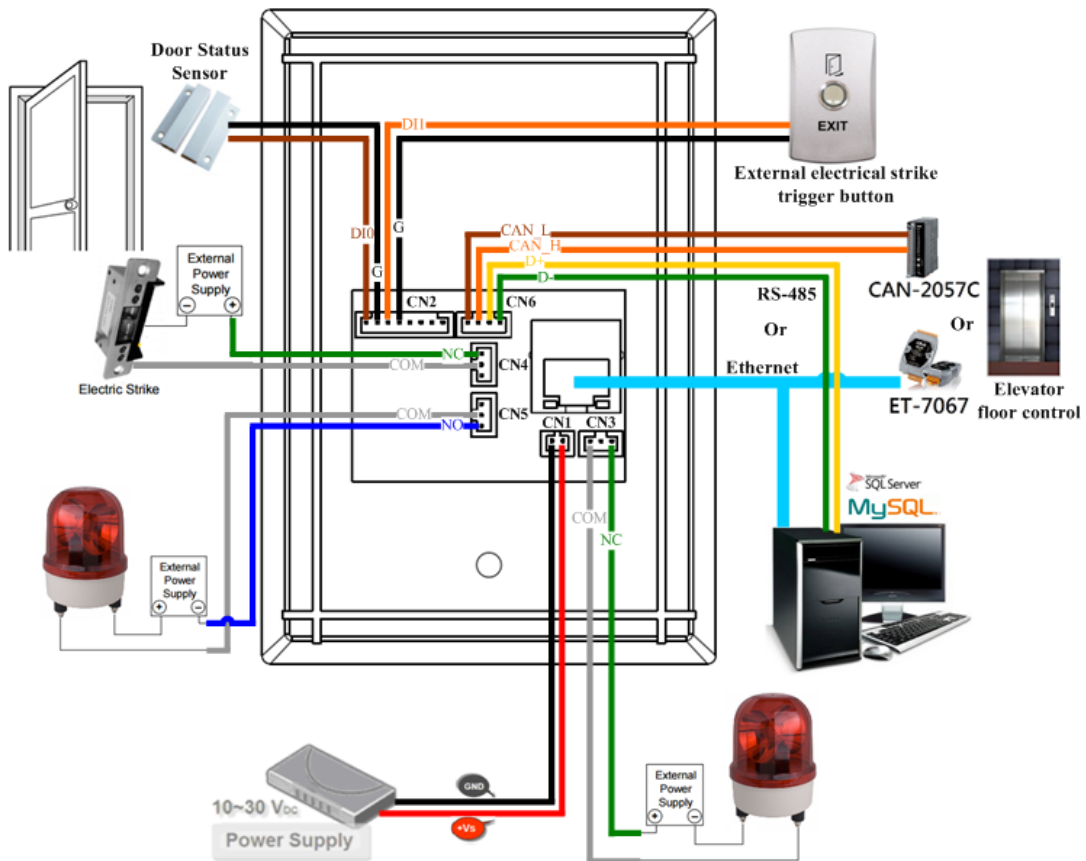 Door Status
Sensor
EXIT
External electrical strike
trigger button
DI1
DI0
G
G
CAN_L
CAN_H
D+
D-
External
Power
Supply
Electric Strike
CN2
CN6
NC
COM
CN4
COM
NO
CN5
CN1
CN3
RS-485
Or
Ethernet
CAN-2057C
Or
ET-7067
Elevator
floor control
Microsoft
SQL Server
MySQL
External
Power
Supply
COM
NC
GND
+Vs
10~30 VDC
Power Supply
External
Power
Supply